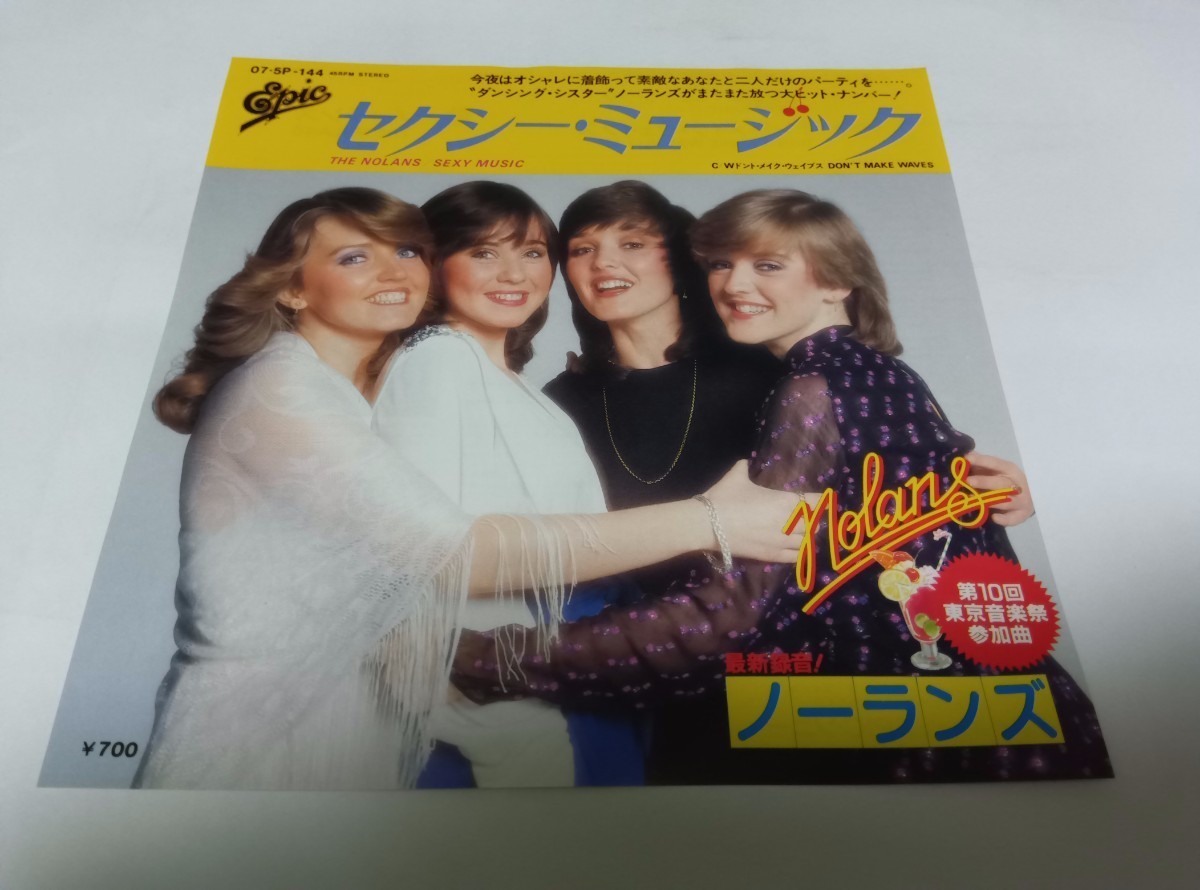 07・5P-144 45RPM STEREO
今夜はオシャレに着飾って素敵なあなたと二人だけのパーティを……。
“ダンシング・シスター”ノーランズがまたまた放つ大ヒット・ナンバー!
Epic
セクシー・ミュージック
THE NOLANS SEXY MUSIC
C/Wドント・メイク・ウェイブス DON'T MAKE WAVES
Nolans
第10回
東京音楽祭
参加曲
最新録音!
ノーランズ
¥700